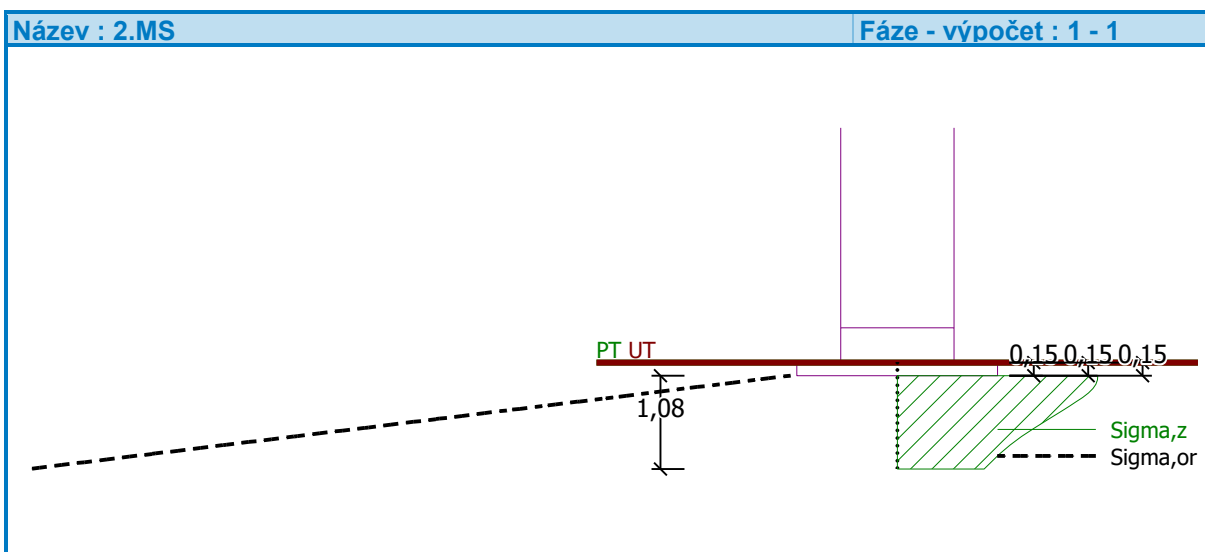 Název : 2.MS
Fáze - výpočet : 1 - 1
PT UT
0,15 0,15 0,15
1,08
Sigma,z
Sigma,or